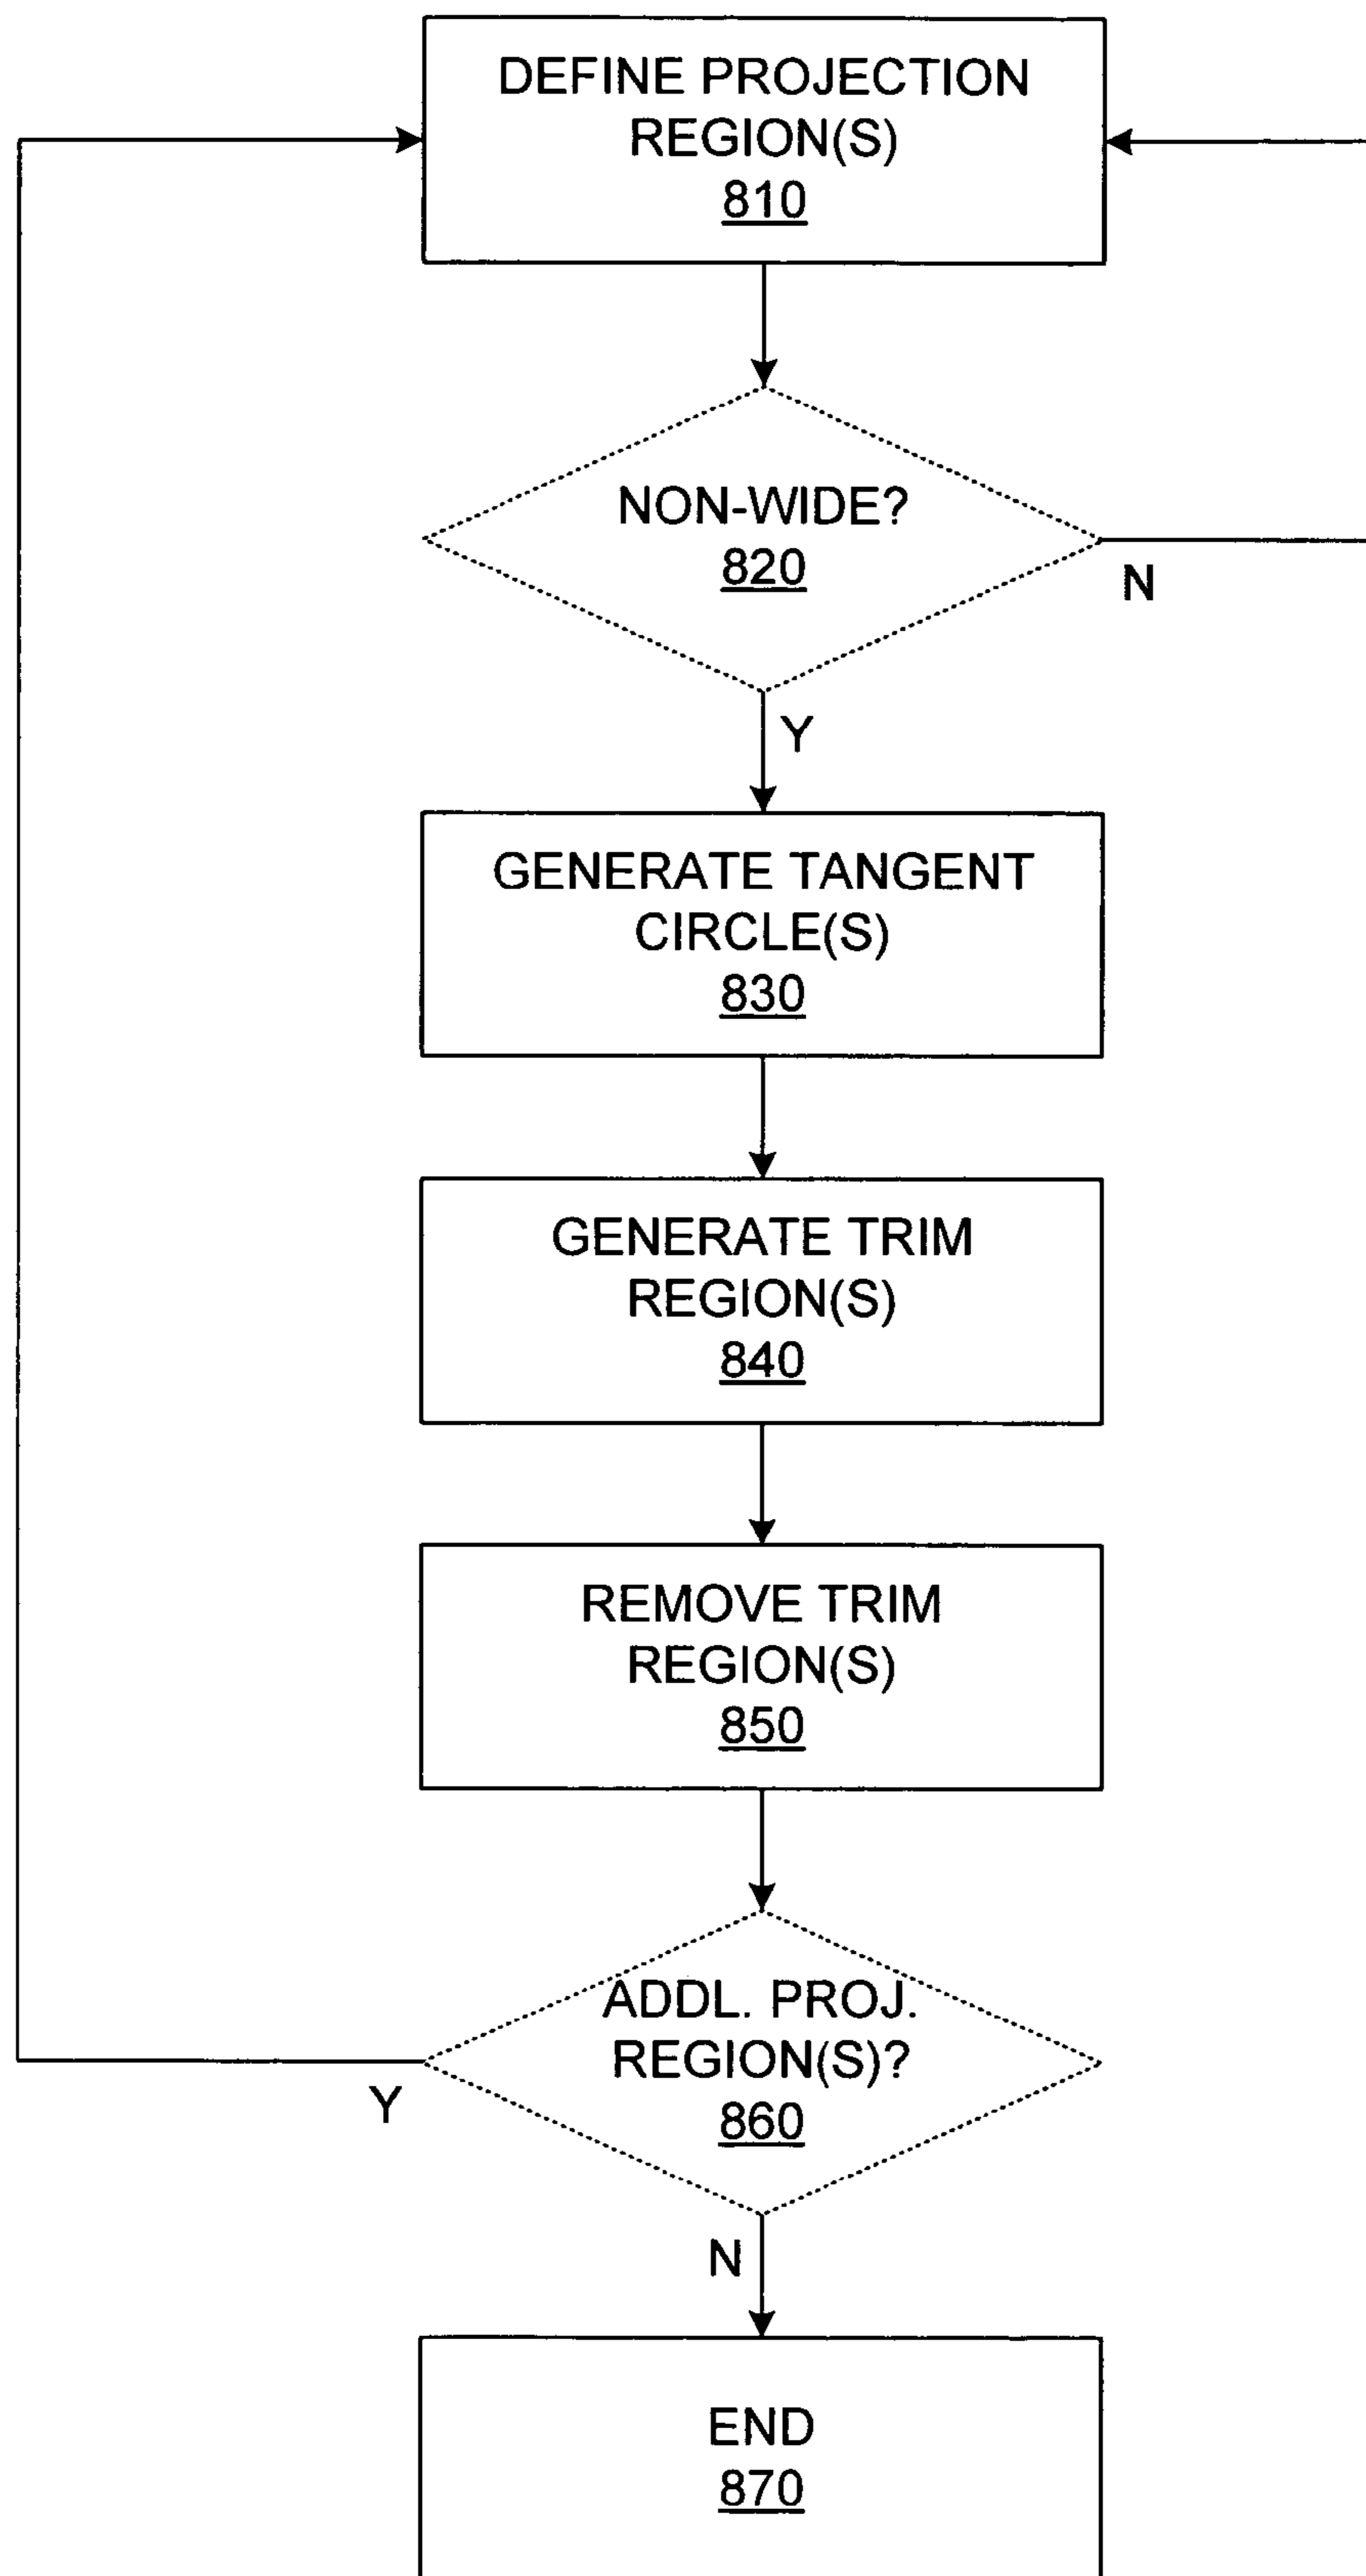 DEFINE PROJECTION
REGION(S)
810
NON-WIDE?
820
N
Y
GENERATE TANGENT
CIRCLE(S)
830
GENERATE TRIM
REGION(S)
840
REMOVE TRIM
REGION(S)
850
ADDL. PROJ.
REGION(S)?
860
Y
N
END
870